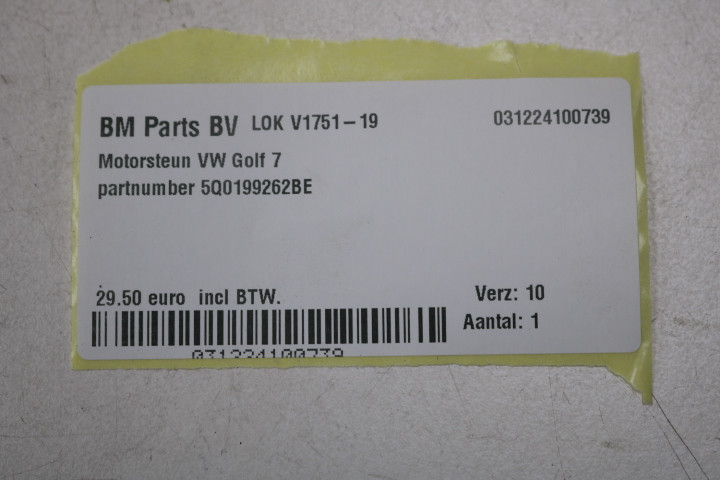 BM Parts BV LOK V1751-19 031224100739
Motorsteun VW Golf 7
partnumber 5Q0199262BE
29.50 euro incl BTW. Verz: 10
Aantal: 1
031224100739